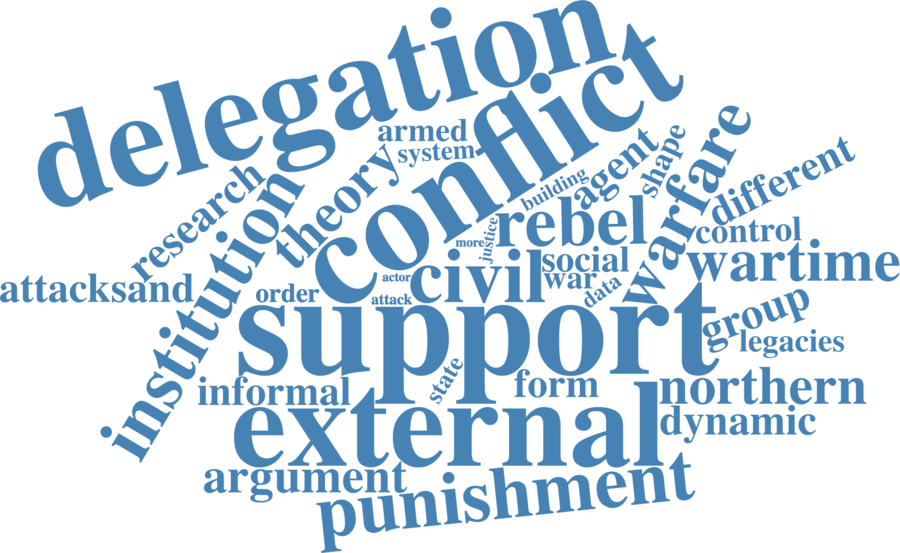 delegation
conflict
armed
system
theory
research
institution
building
agent
shape
warfare
different
rebel
justice
more
control
attacksand
order
actor
attack
civil
social
war
data
wartime
support
group
legacies
informal
state
form
northern
external
dynamic
argument
punishment